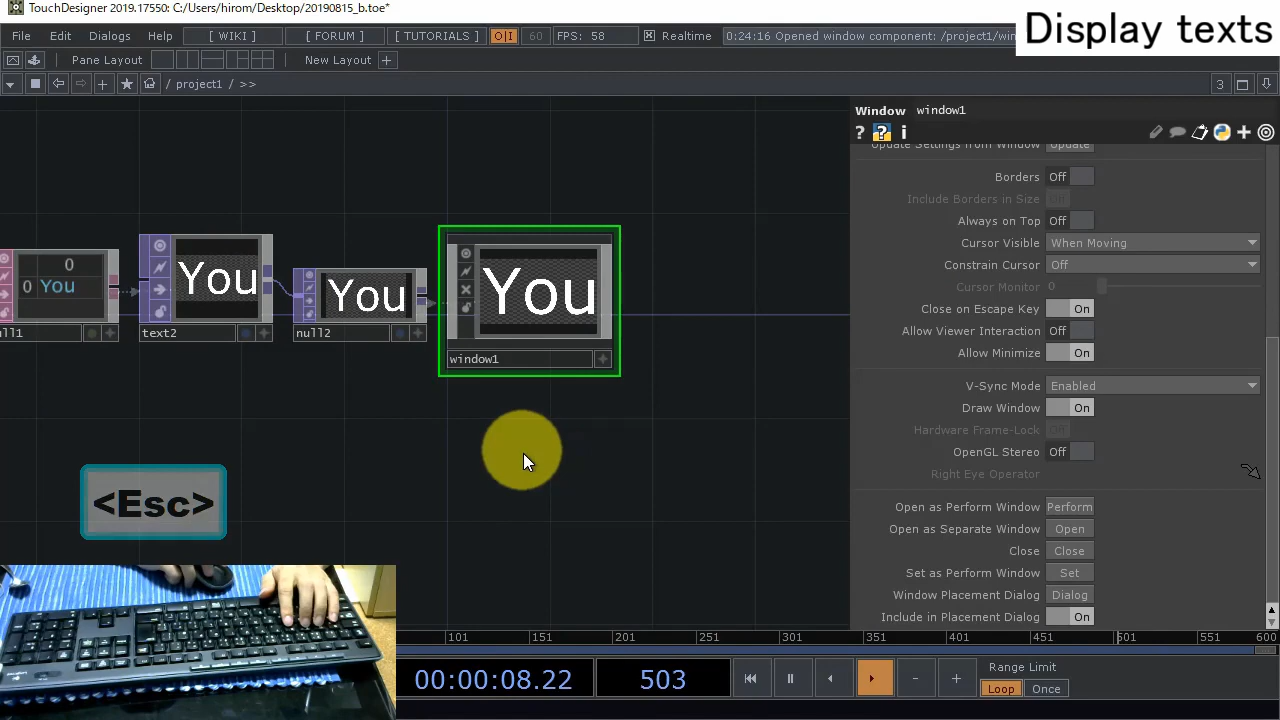 TouchDesigner 2019.17550: C:/Users/hirom/Desktop/20190815_b.toe*
Display texts
File Edit Dialogs Help [ WIKI ] [ FORUM ] [ TUTORIALS ] O|I 60 FPS: 58 Realtime 0:24:16 Opened window component: /project1/win
Pane Layout New Layout +
/ project1 / >> 3
Window window1
? ? i
Update Settings from Window Update
Borders Off
Include Borders in Size
Always on Top Off
Cursor Visible When Moving
Constrain Cursor Off
Cursor Monitor 0
Close on Escape Key On
Allow Viewer Interaction Off
Allow Minimize On
V-Sync Mode Enabled
Draw Window On
Hardware Frame-Lock Off
OpenGL Stereo Off
Right Eye Operator
Open as Perform Window Perform
Open as Separate Window Open
Close Close
Set as Perform Window Set
Window Placement Dialog Dialog
Include in Placement Dialog On
0
0 You
You
You
You
ull1
text2
null2
window1
<Esc>
101 151 201 251 301 351 401 451 501 551 600
00:00:08.22 503
Range Limit
Loop Once